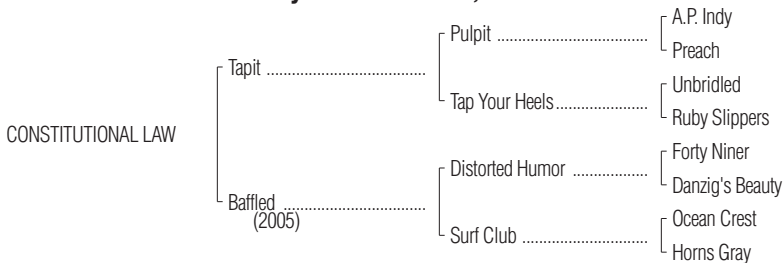 A.P. Indy
Pulpit ..........................................
Preach
Tapit ............................................
Unbridled
Tap Your Heels.........................
Ruby Slippers
CONSTITUTIONAL LAW
Forty Niner
Distorted Humor .....................
Danzig's Beauty
Baffled ........................................
(2005)
Ocean Crest
Surf Club ...................................
Horns Gray